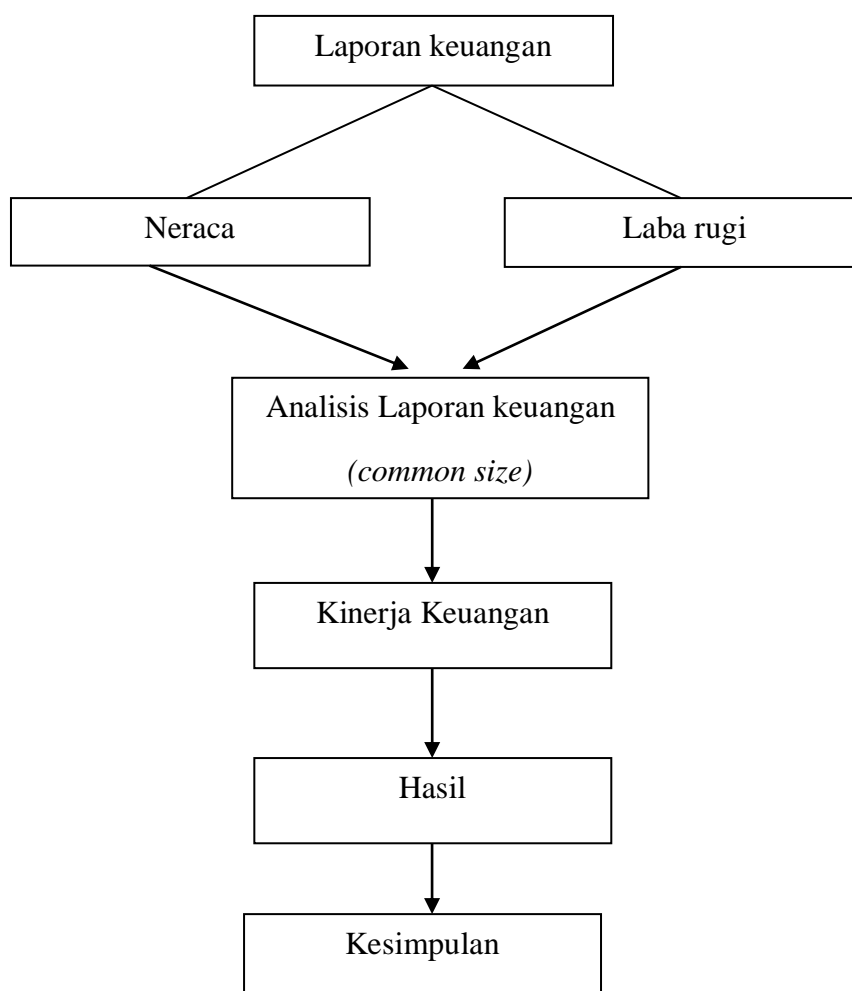 Laporan keuangan
Neraca
Laba rugi
Analisis Laporan keuangan
(common size)
Kinerja Keuangan
Hasil
Kesimpulan